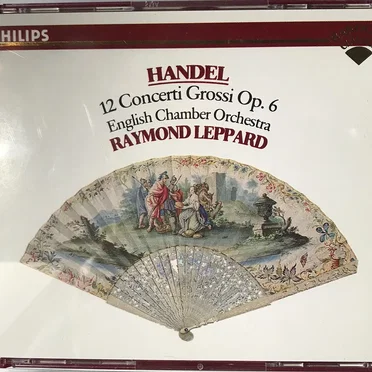 PHILIPS
HANDEL
12 Concerti Grossi Op. 6
English Chamber Orchestra
RAYMOND LEPPARD